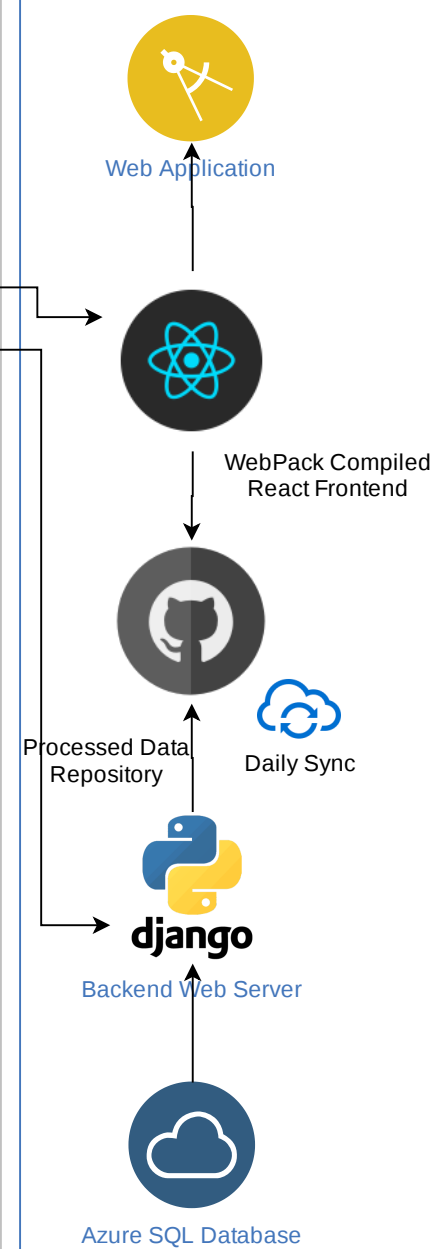 Web Application
WebPack Compiled
React Frontend
Processed Data
Repository
Daily Sync
django
Backend Web Server
Azure SQL Database